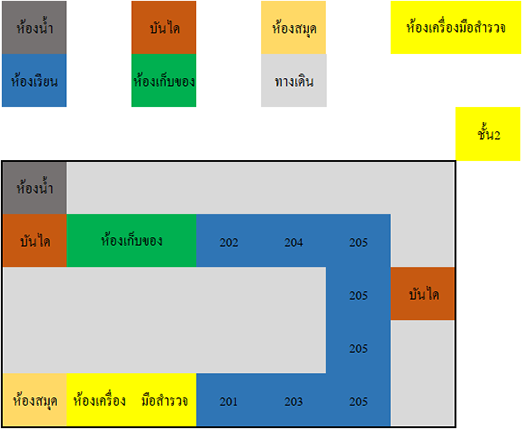 ห้องน้ำ บันได ห้องสมุด ห้องเครื่องมือสำรวจ
ห้องเรียน ห้องเก็บของ ทางเดิน
ชั้น2
ห้องน้ำ
บันได ห้องเก็บของ 202 204 205
205 บันได
205
ห้องสมุด ห้องเครื่อง มือสำรวจ 201 203 205